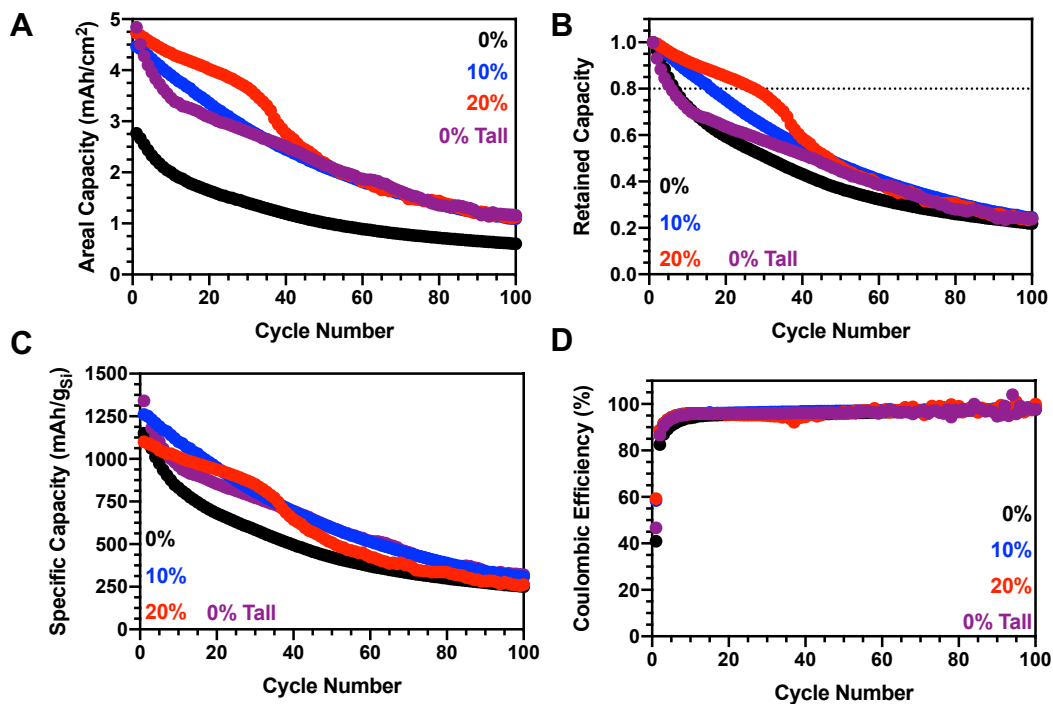 A
Areal Capacity (mAh/cm²)
5
4
3
2
1
0
0%
10%
20%
0% Tall
0 20 40 60 80 100
Cycle Number
B
Retained Capacity
1.0
0.8
0.6
0.4
0.2
0.0
0%
10%
20% 0% Tall
0 20 40 60 80 100
Cycle Number
C
Specific Capacity (mAh/gSi)
1500
1250
1000
750
500
250
0
0%
10%
20% 0% Tall
0 20 40 60 80 100
Cycle Number
D
Coulombic Efficiency (%)
100
80
60
40
20
0
0%
10%
20%
0% Tall
0 20 40 60 80 100
Cycle Number